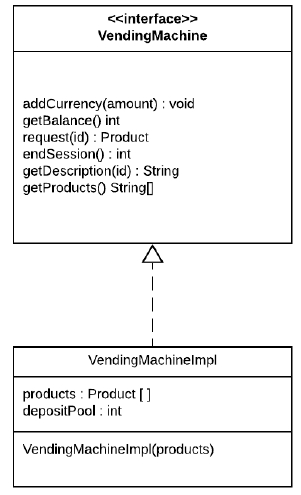 <<interface>>
VendingMachine
addCurrency(amount) : void
getBalance() int
request(id) : Product
endSession() : int
getDescription(id) : String
getProducts() String[]
VendingMachineImpl
products : Product [ ]
depositPool : int
VendingMachineImpl(products)